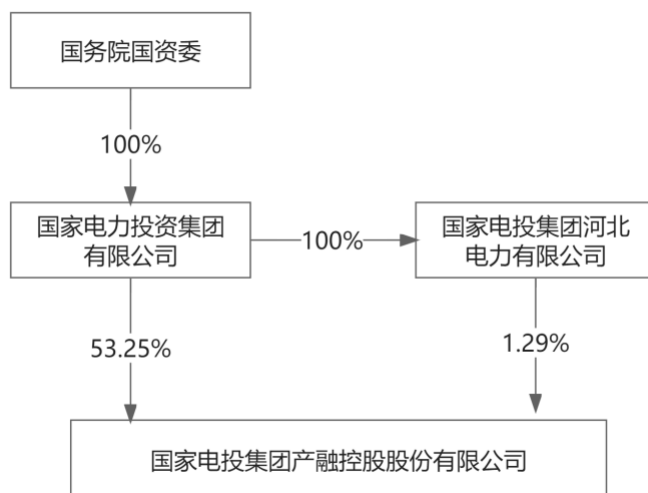 国务院国资委
100%
国家电力投资集团
有限公司
100%
国家电投集团河北
电力有限公司
53.25%
1.29%
国家电投集团产融控股股份有限公司